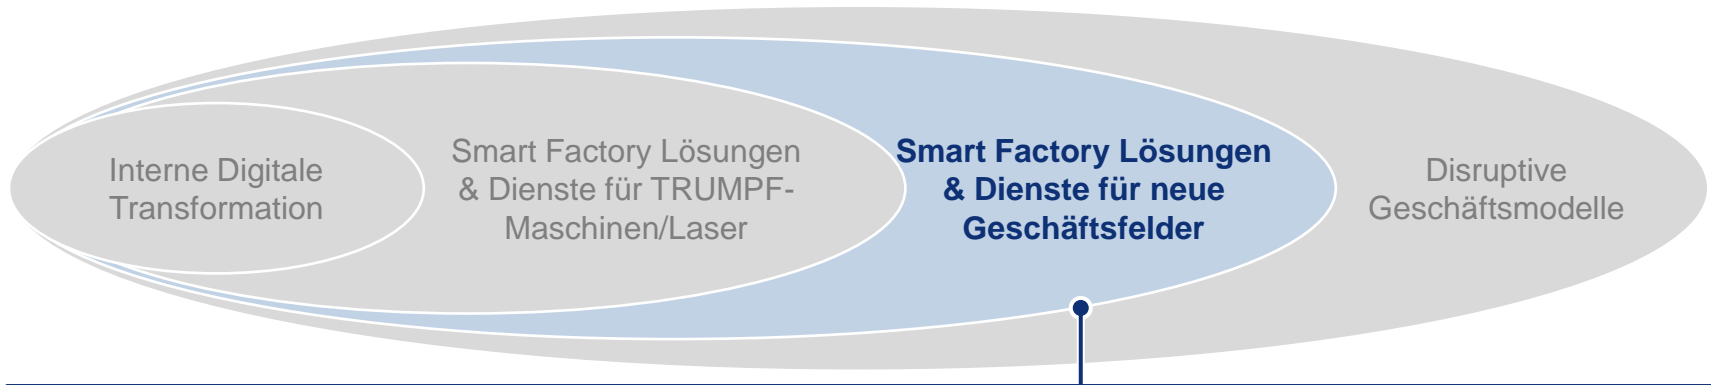 Interne Digitale
Transformation
Smart Factory Lösungen
& Dienste für TRUMPF-
Maschinen/Laser
Smart Factory Lösungen
& Dienste für neue
Geschäftsfelder
Disruptive
Geschäftsmodelle